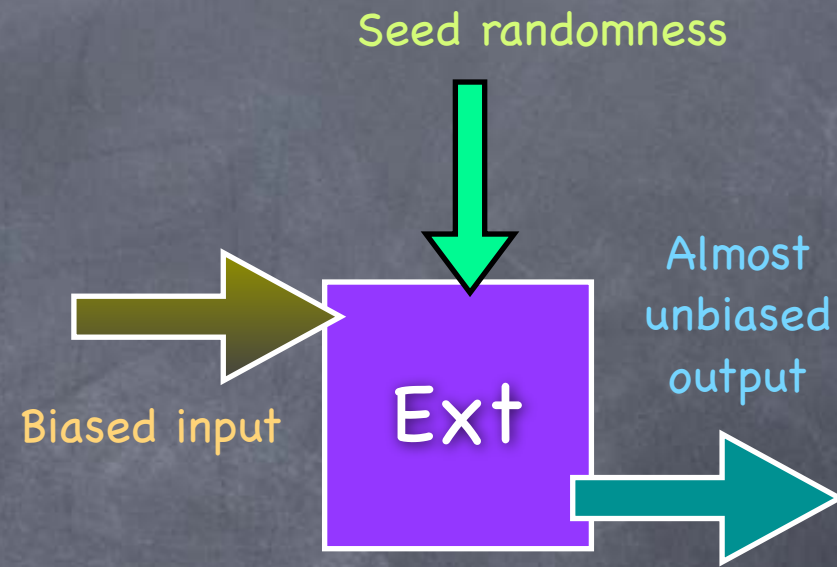 Seed randomness
Almost
unbiased
output
Biased input
Ext